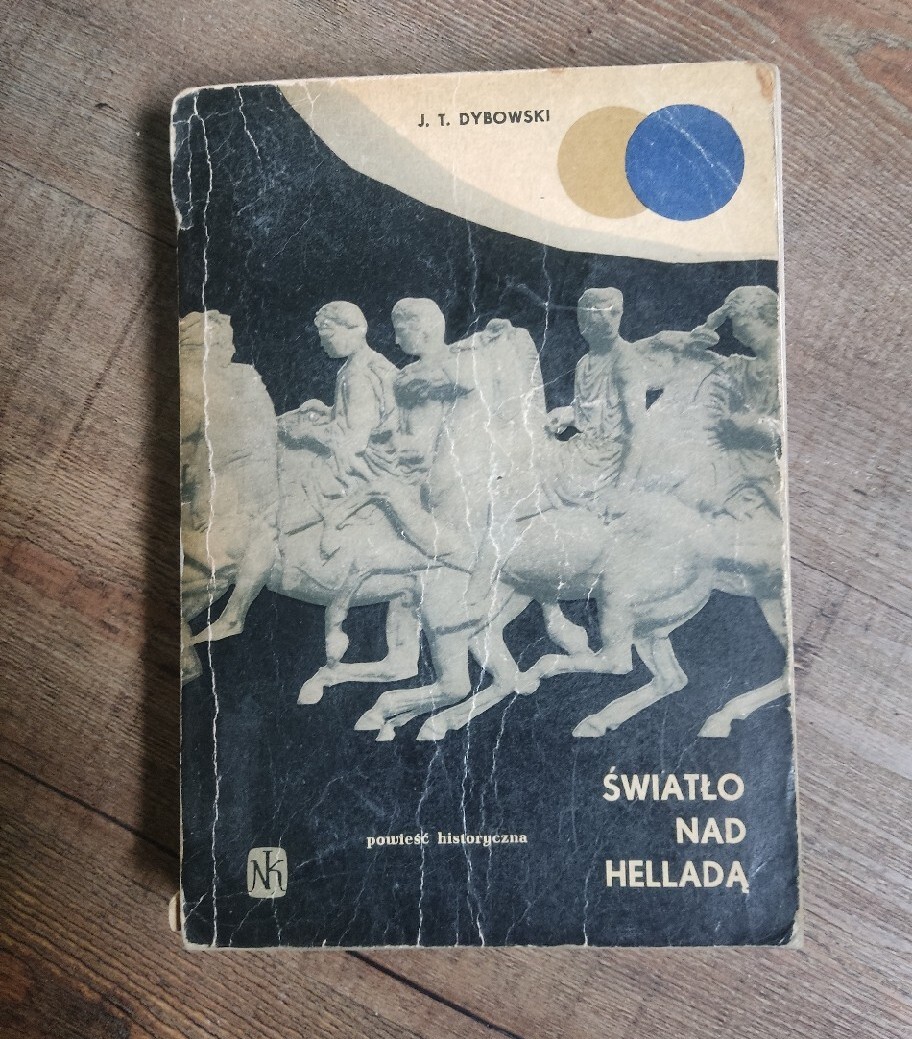 J. T. DYBOWSKI
ŚWIATŁO
NAD
HELLADĄ
powieść historyczna
NK